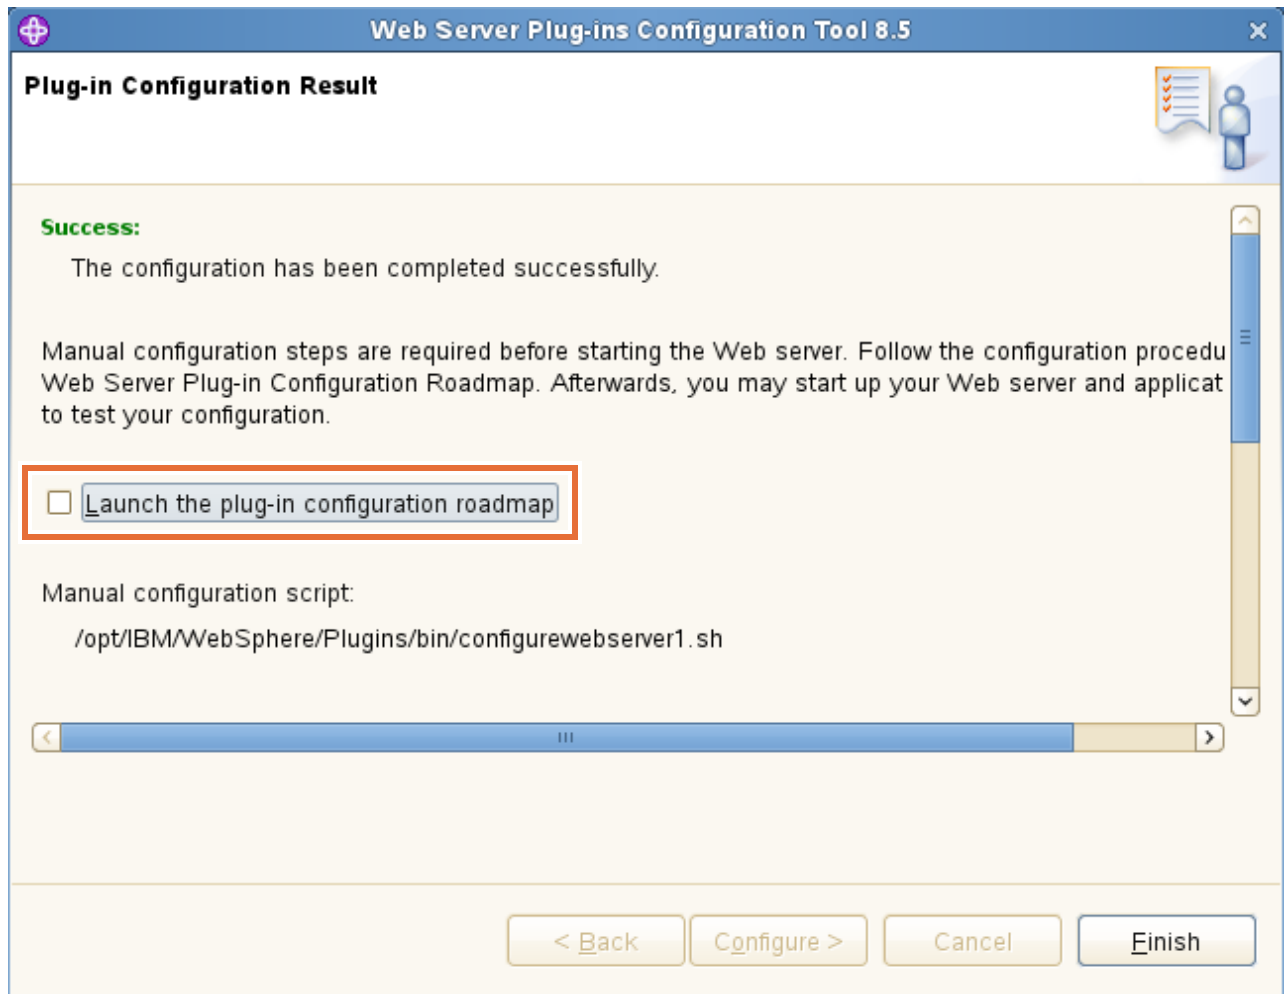 Web Server Plug-ins Configuration Tool 8.5
Plug-in Configuration Result
Success:
The configuration has been completed successfully.
Manual configuration steps are required before starting the Web server. Follow the configuration procedu
Web Server Plug-in Configuration Roadmap. Afterwards, you may start up your Web server and applicat
to test your configuration.
Launch the plug-in configuration roadmap
Manual configuration script:
/opt/IBM/WebSphere/Plugins/bin/configurewebserver1.sh
< Back
Configure >
Cancel
Finish